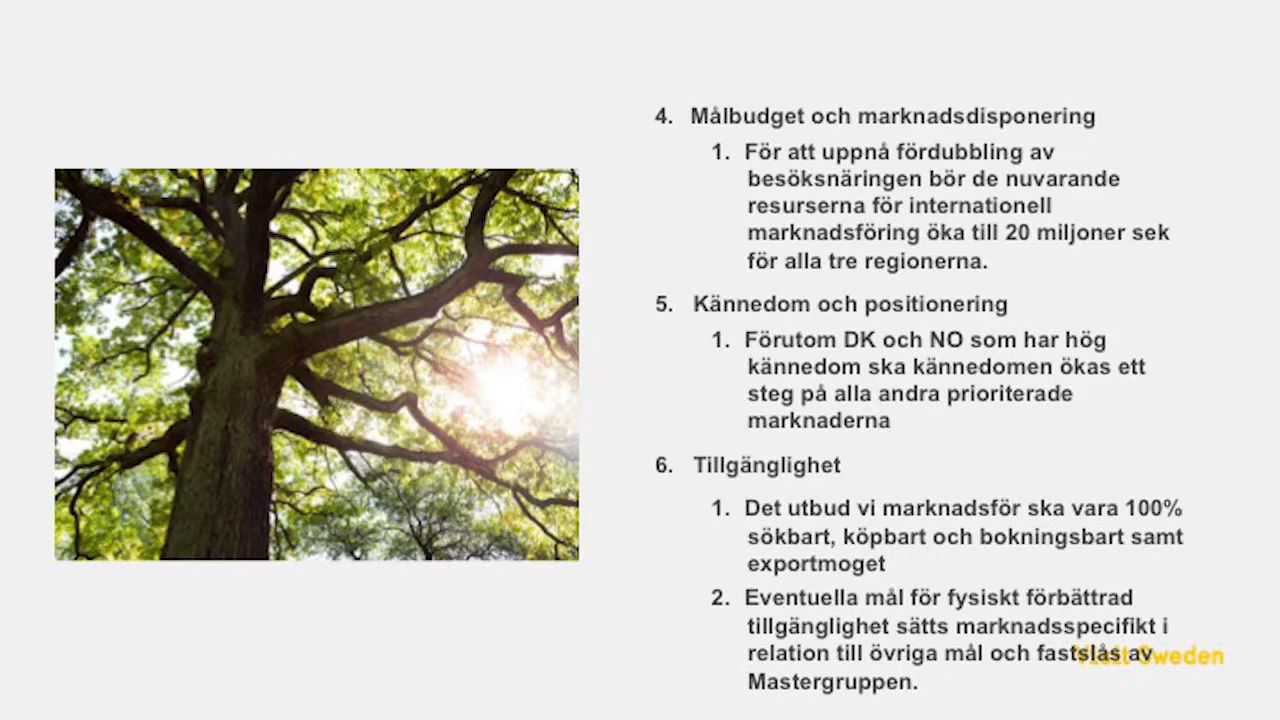 4. Målbudget och marknadsdisponering
1. För att uppnå fördubbling av
besöksnäringen bör de nuvarande
resurserna för internationell
marknadsföring öka till 20 miljoner sek
för alla tre regionerna.
5. Kännedom och positionering
1. Förutom DK och NO som har hög
kännedom ska kännedomen ökas ett
steg på alla andra prioriterade
marknaderna
6. Tillgänglighet
1. Det utbud vi marknadsför ska vara 100%
sökbart, köpbart och bokningsbart samt
exportmoget
2. Eventuella mål för fysiskt förbättrad
tillgänglighet sätts marknadsspecifikt i
relation till övriga mål och fastslås av
Mastergruppen.
Visit Sweden